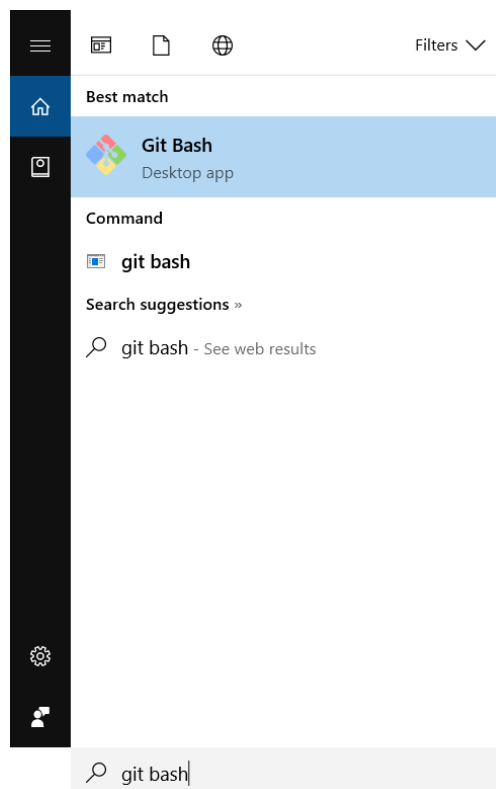 Filters
Best match
Git Bash
Desktop app
Command
git bash
Search suggestions »
git bash - See web results
git bash